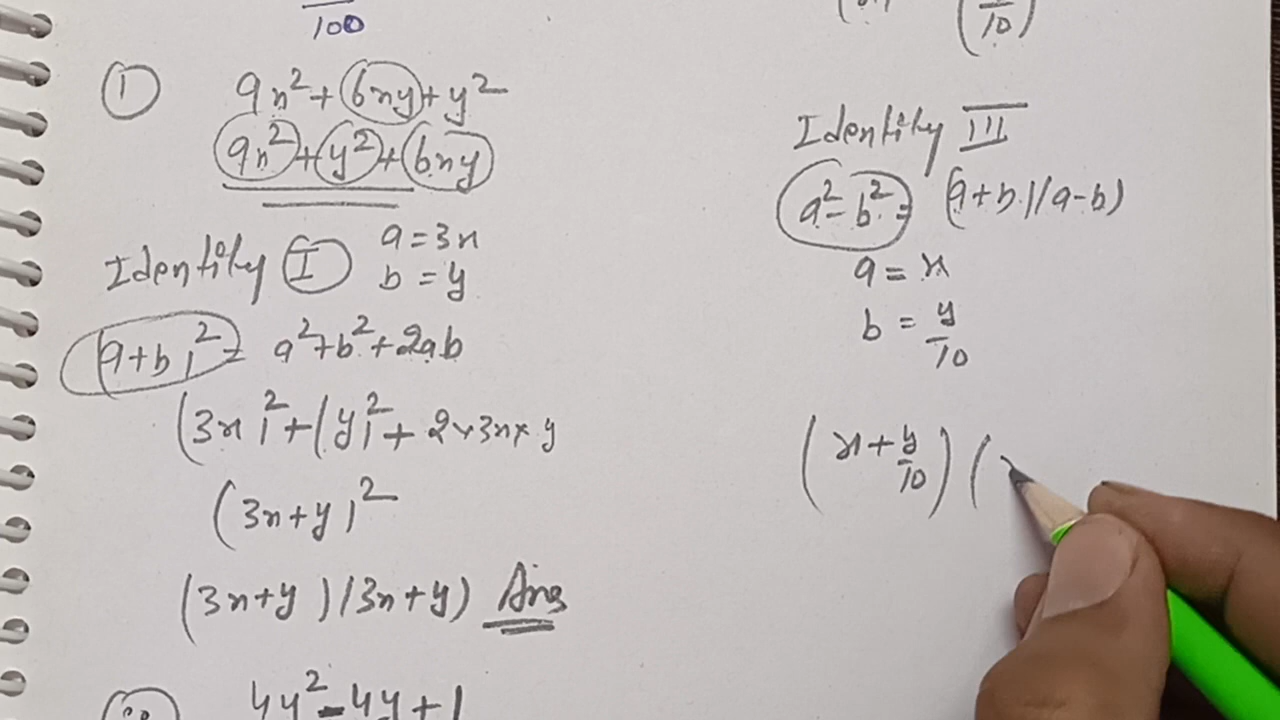 100
① 9x²+6xy+y²
9x²+y²+6xy
Identity I a=3x
b=y
(a+b)²= a²+b²+2ab
(3x)²+(y)²+2×3x×y
(3x+y)²
(3x+y)(3x+y) Ans
4y²-4y+1
10
Identity III
a²-b²= (a+b)(a-b)
a=x
b=y/10
(x+y/10)(